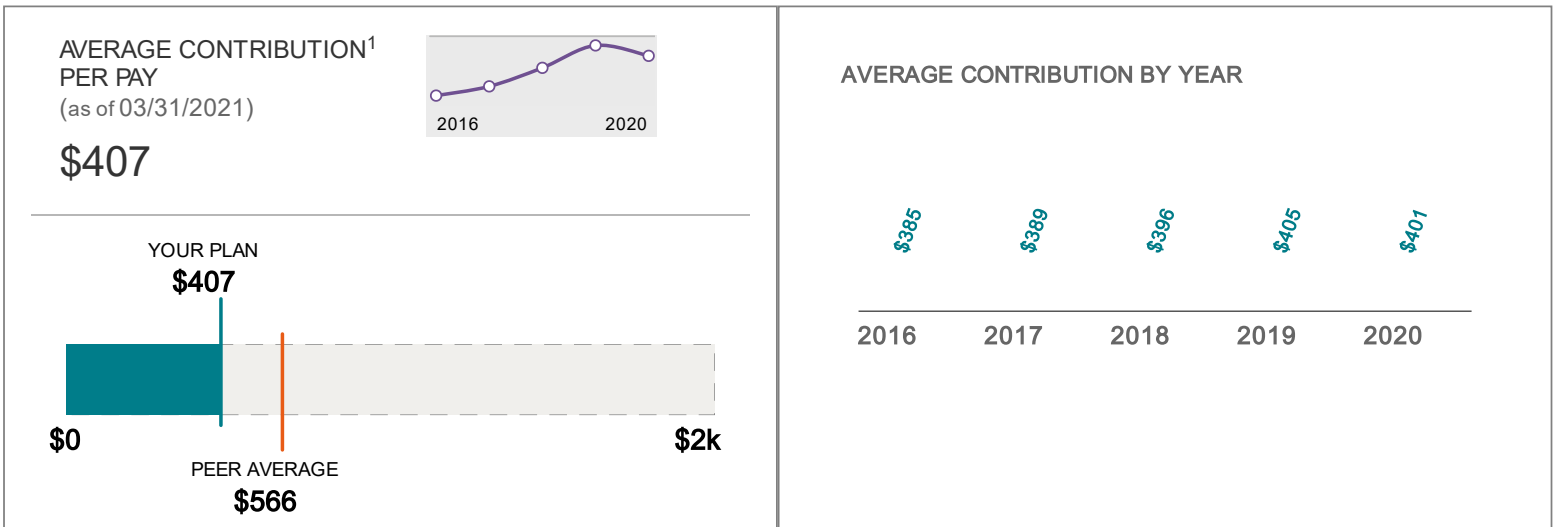 AVERAGE CONTRIBUTION¹
PER PAY
(as of 03/31/2021)
$407
2016 2020
YOUR PLAN
$407
$0 $2k
PEER AVERAGE
$566
AVERAGE CONTRIBUTION BY YEAR
$385 $389 $396 $405 $401
2016 2017 2018 2019 2020